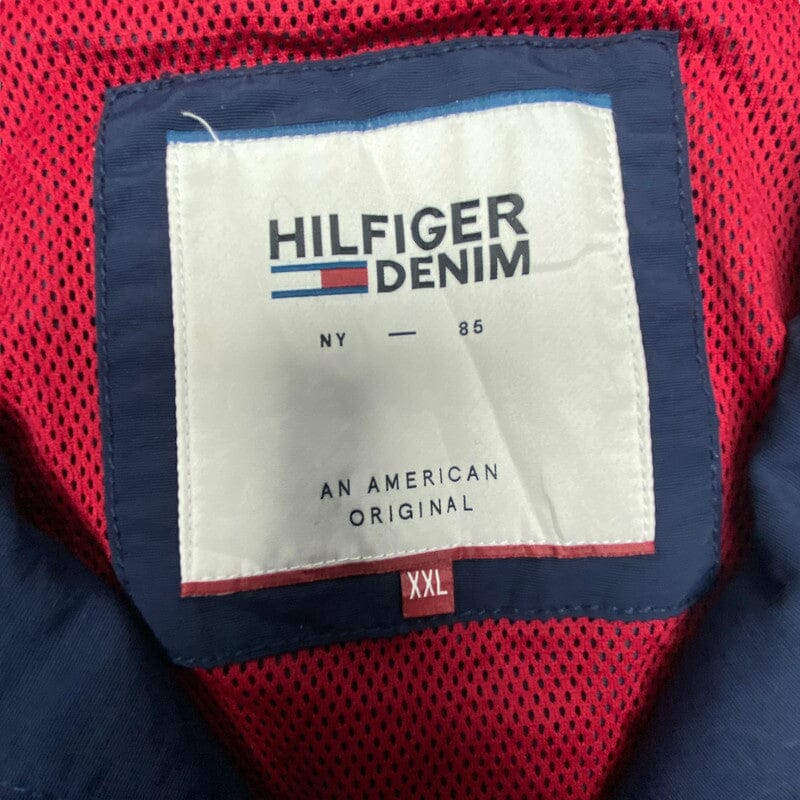 HILFIGER
DENIM
NY — 85
AN AMERICAN
ORIGINAL
XXL